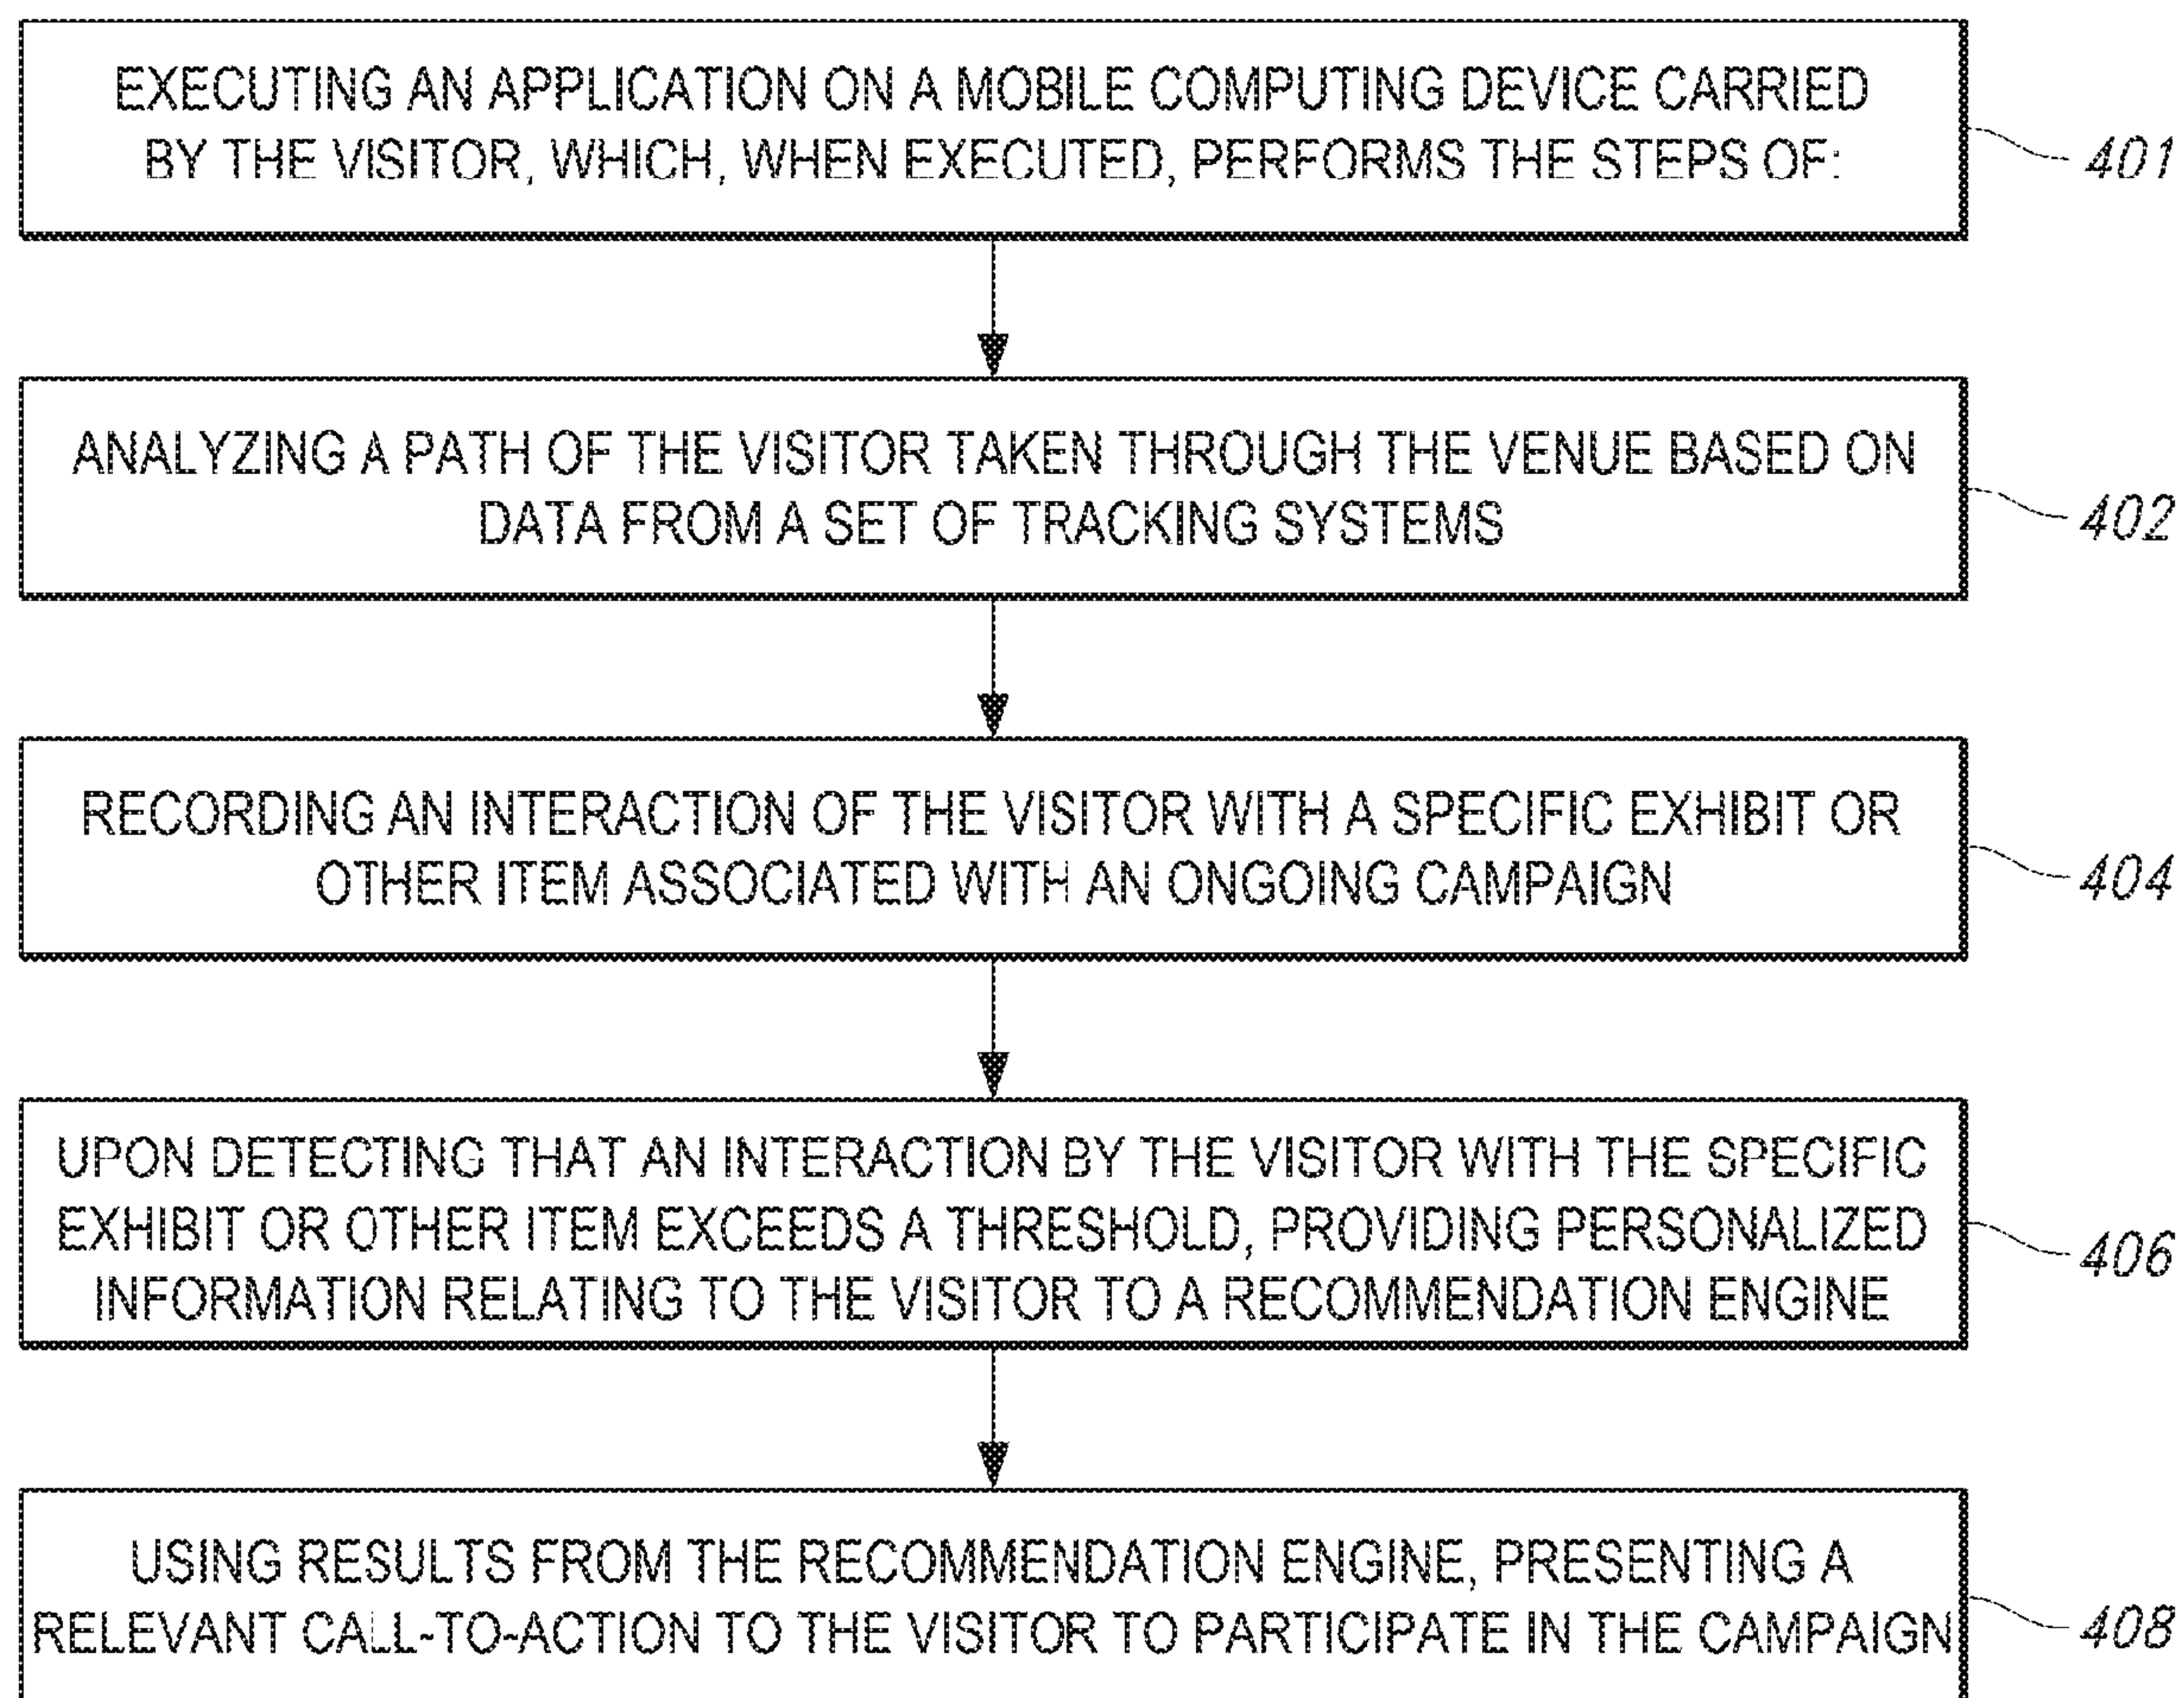 EXECUTING AN APPLICATION ON A MOBILE COMPUTING DEVICE CARRIED
BY THE VISITOR, WHICH, WHEN EXECUTED, PERFORMS THE STEPS OF:
401
ANALYZING A PATH OF THE VISITOR TAKEN THROUGH THE VENUE BASED ON
DATA FROM A SET OF TRACKING SYSTEMS
402
RECORDING AN INTERACTION OF THE VISITOR WITH A SPECIFIC EXHIBIT OR
OTHER ITEM ASSOCIATED WITH AN ONGOING CAMPAIGN
404
UPON DETECTING THAT AN INTERACTION BY THE VISITOR WITH THE SPECIFIC
EXHIBIT OR OTHER ITEM EXCEEDS A THRESHOLD, PROVIDING PERSONALIZED
INFORMATION RELATING TO THE VISITOR TO A RECOMMENDATION ENGINE
406
USING RESULTS FROM THE RECOMMENDATION ENGINE, PRESENTING A
RELEVANT CALL-TO-ACTION TO THE VISITOR TO PARTICIPATE IN THE CAMPAIGN
408